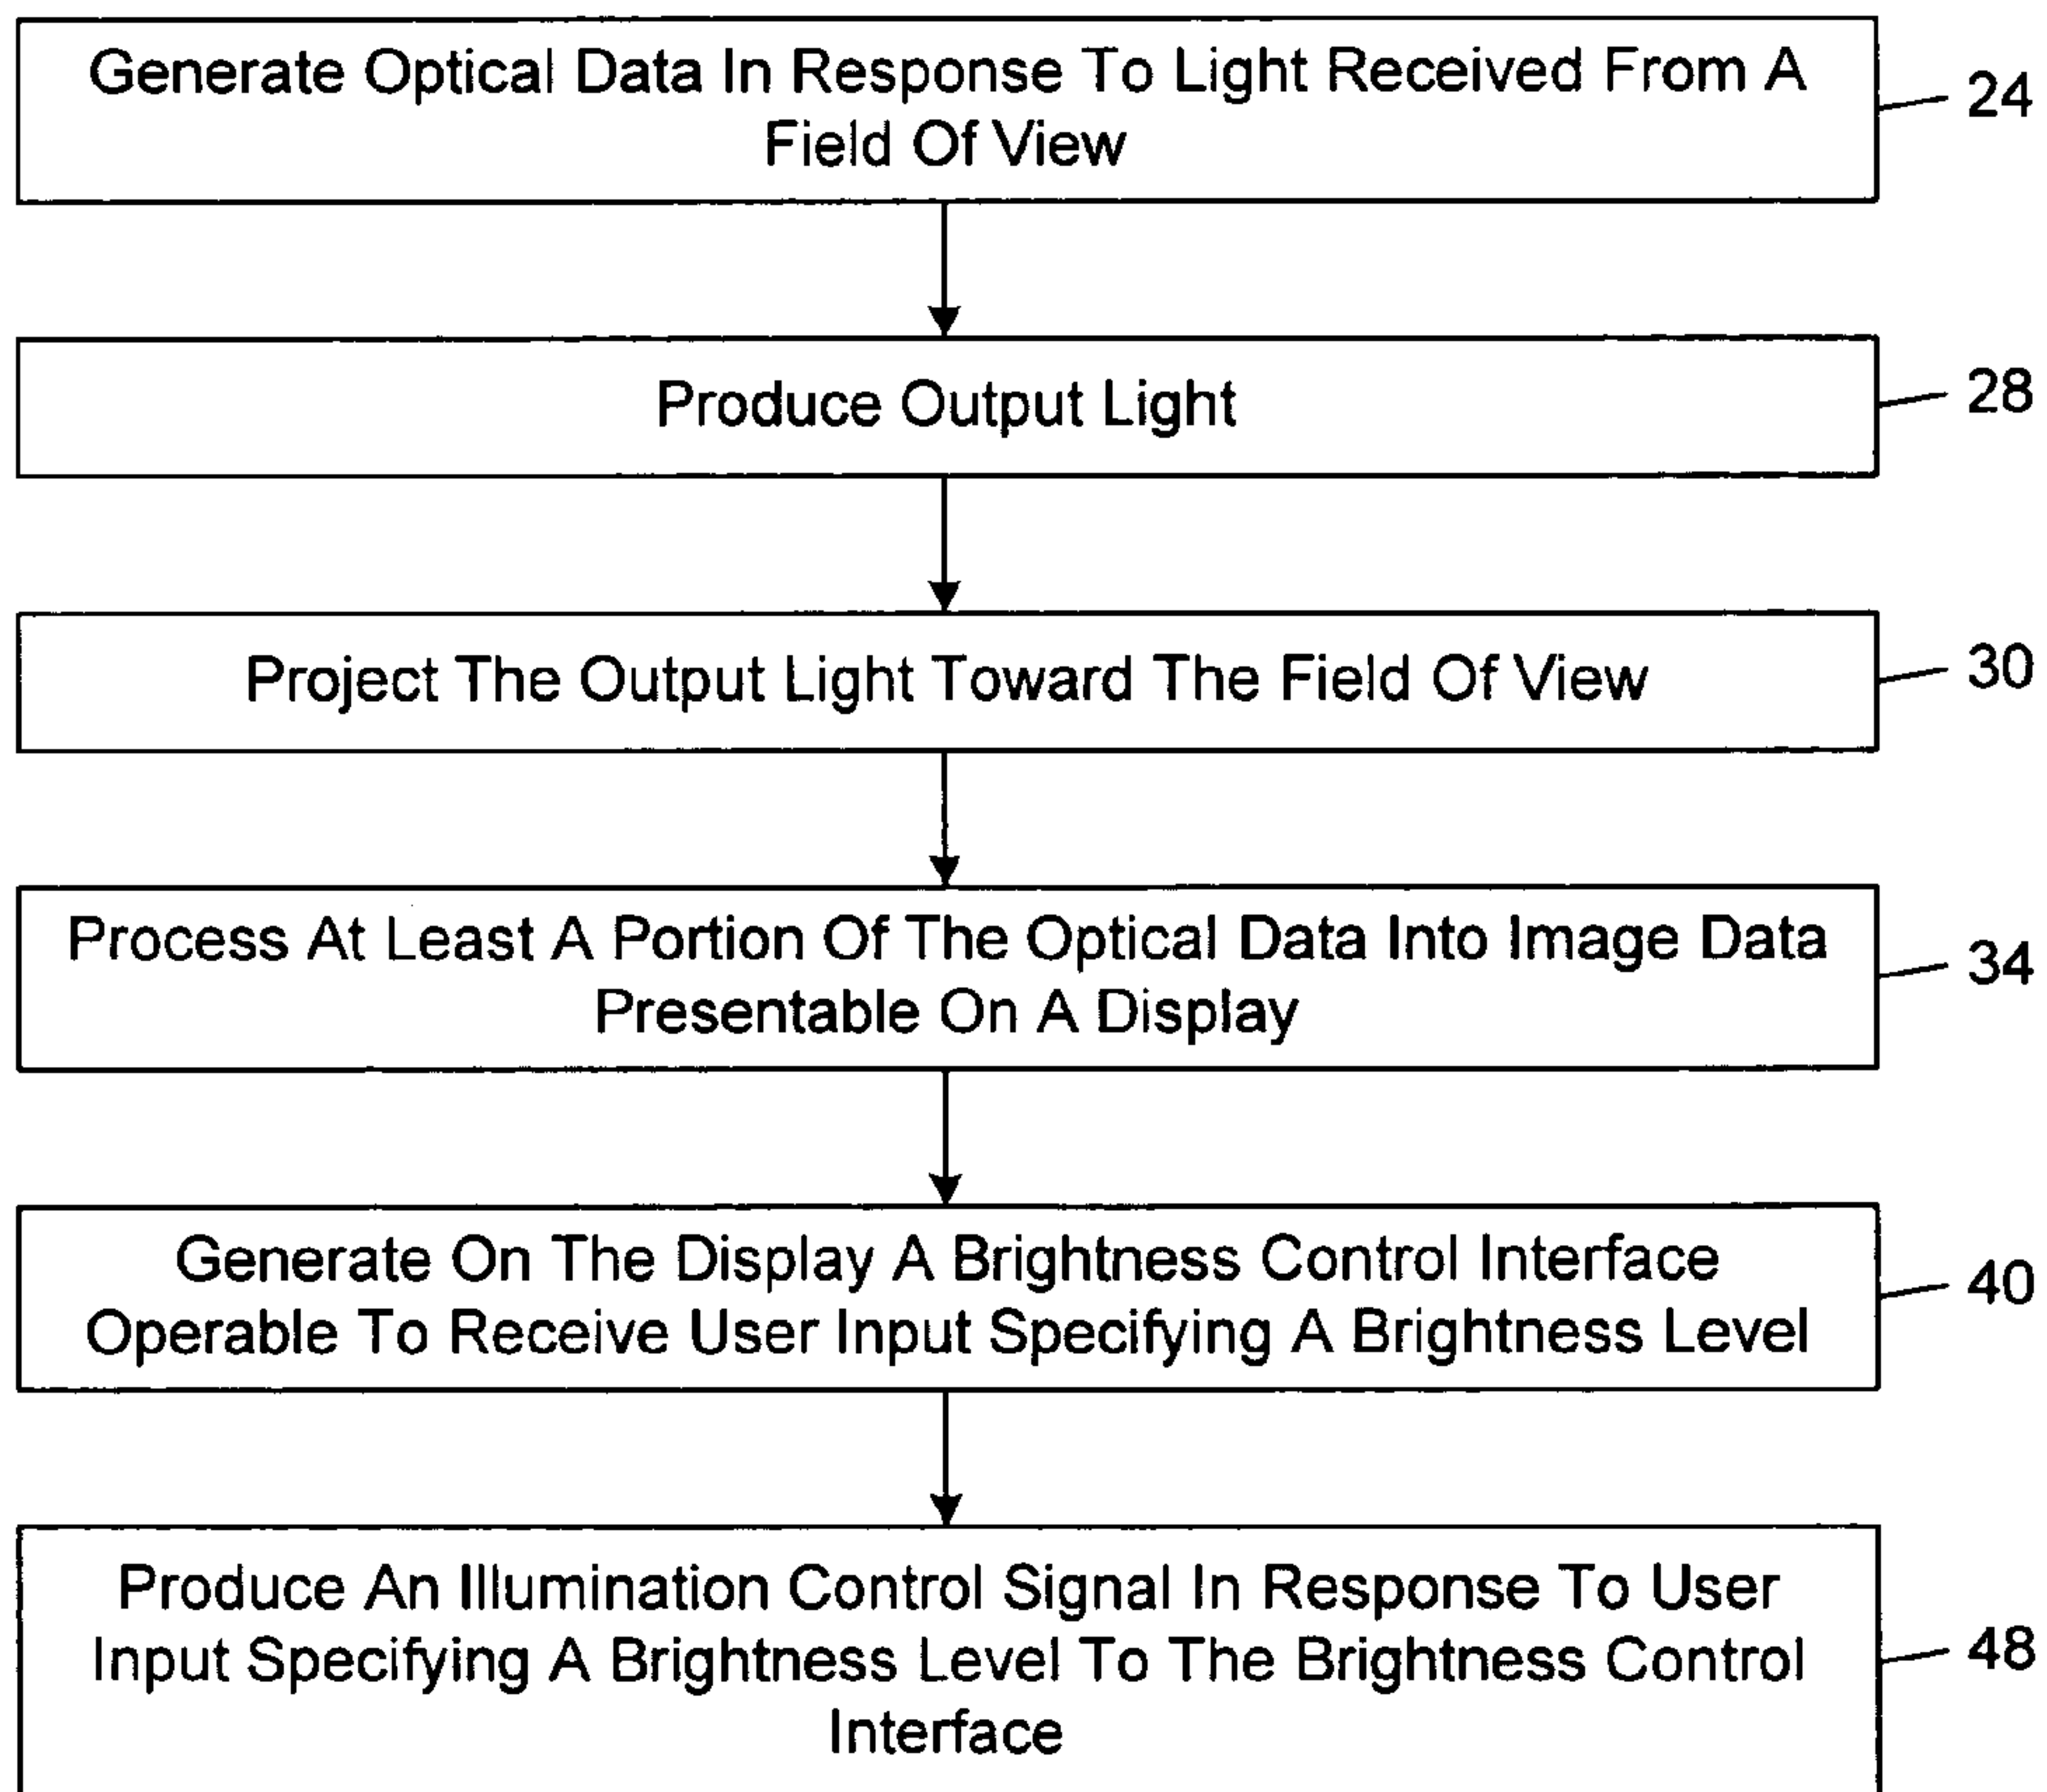 Generate Optical Data In Response To Light Received From A
Field Of View
24
Produce Output Light
28
Project The Output Light Toward The Field Of View
30
Process At Least A Portion Of The Optical Data Into Image Data
Presentable On A Display
34
Generate On The Display A Brightness Control Interface
Operable To Receive User Input Specifying A Brightness Level
40
Produce An Illumination Control Signal In Response To User
Input Specifying A Brightness Level To The Brightness Control
Interface
48